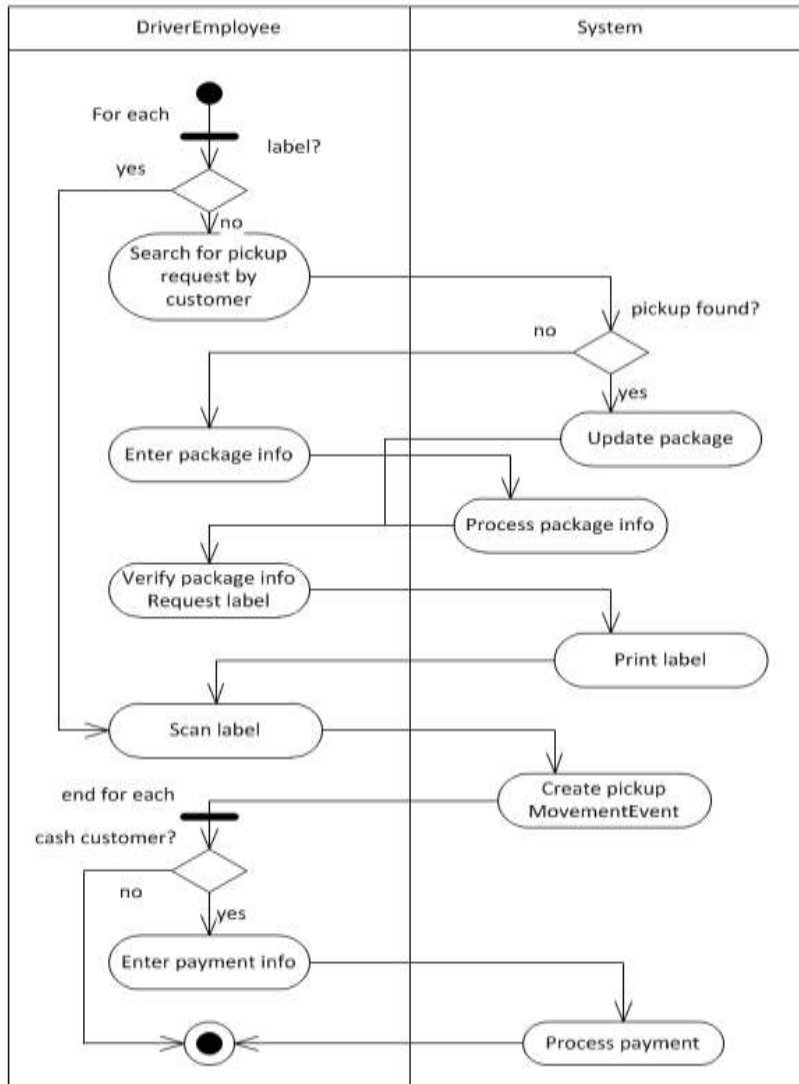 DriverEmployee
System
For each
label?
yes
no
Search for pickup
request by
customer
pickup found?
no
yes
Update package
Enter package info
Process package info
Verify package info
Request label
Print label
Scan label
Create pickup
MovementEvent
end for each
cash customer?
no
yes
Enter payment info
Process payment